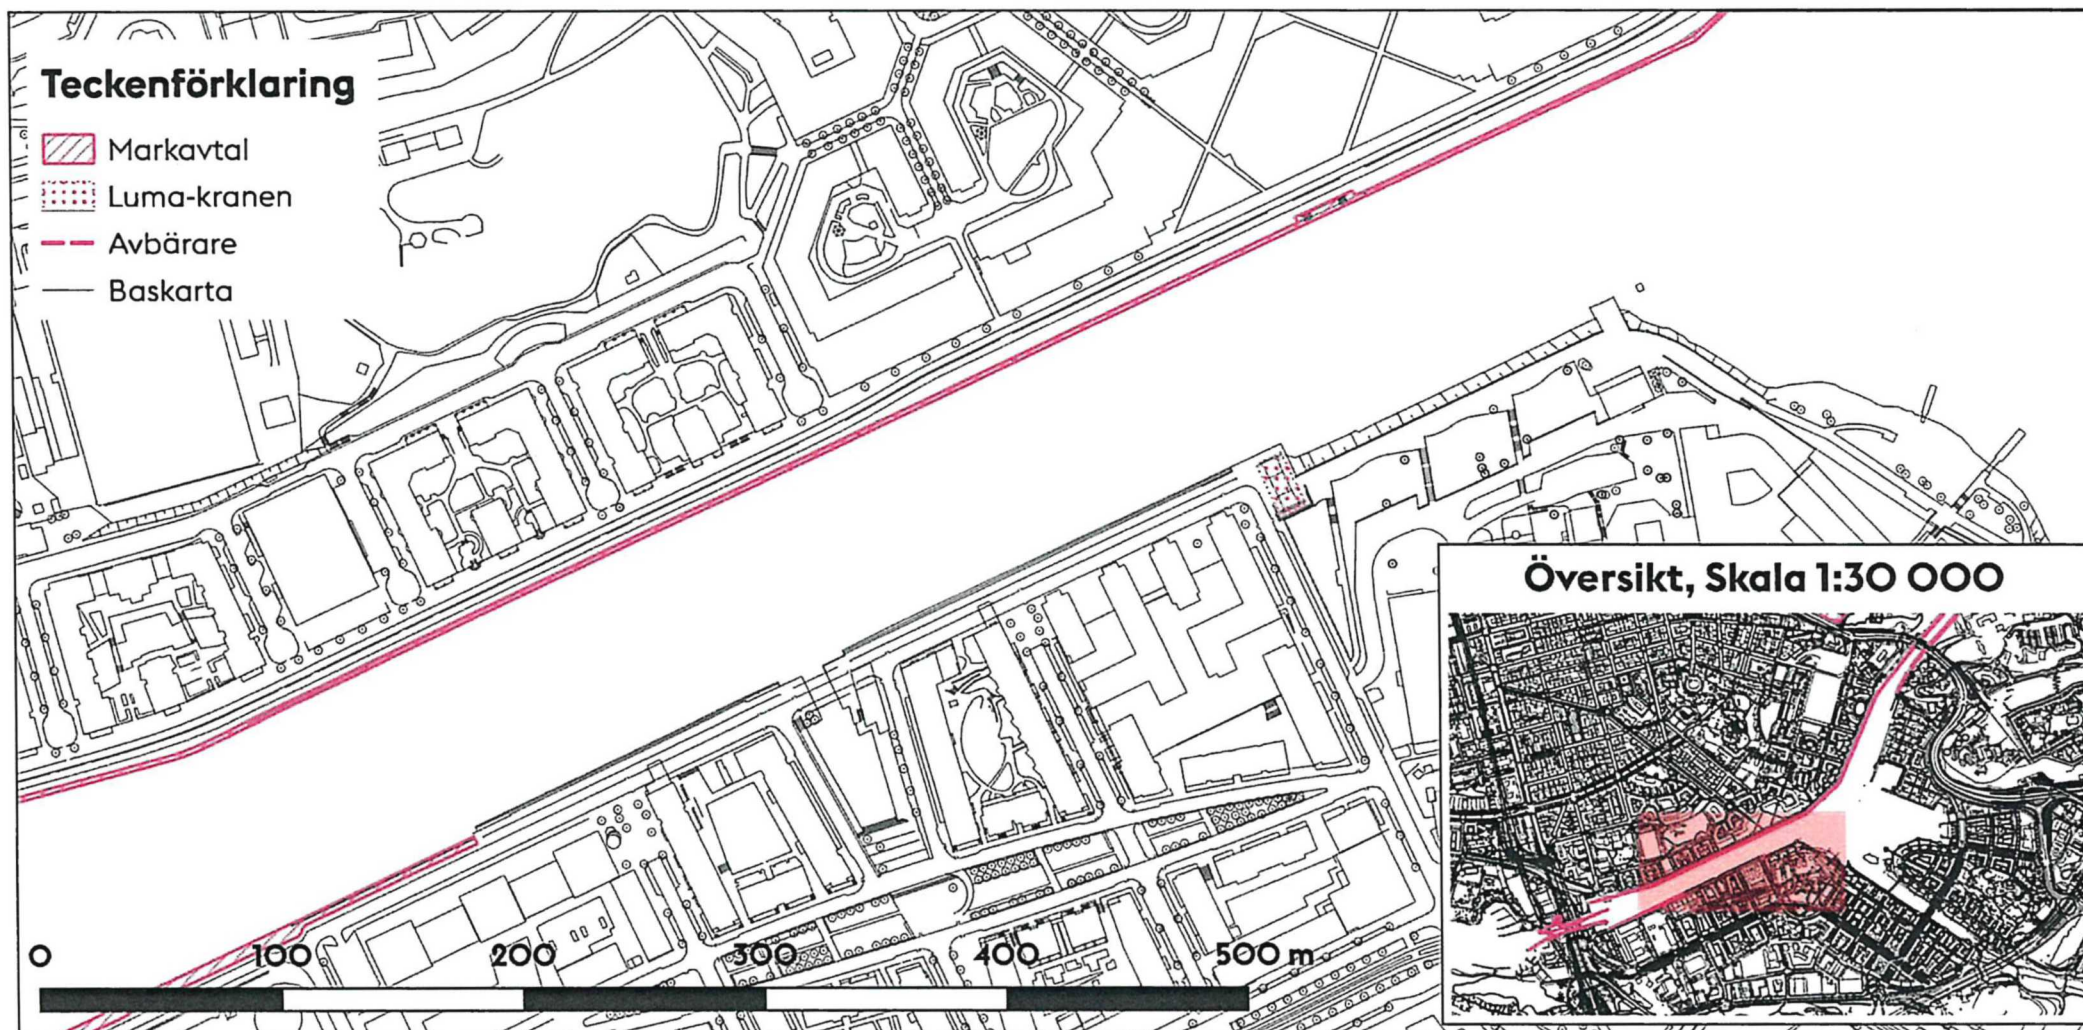 Teckenförklaring
Markavtal
Luma-kranen
Avbärare
Baskarta
Översikt, Skala 1:30 000
0 100 200 300 400 500 m